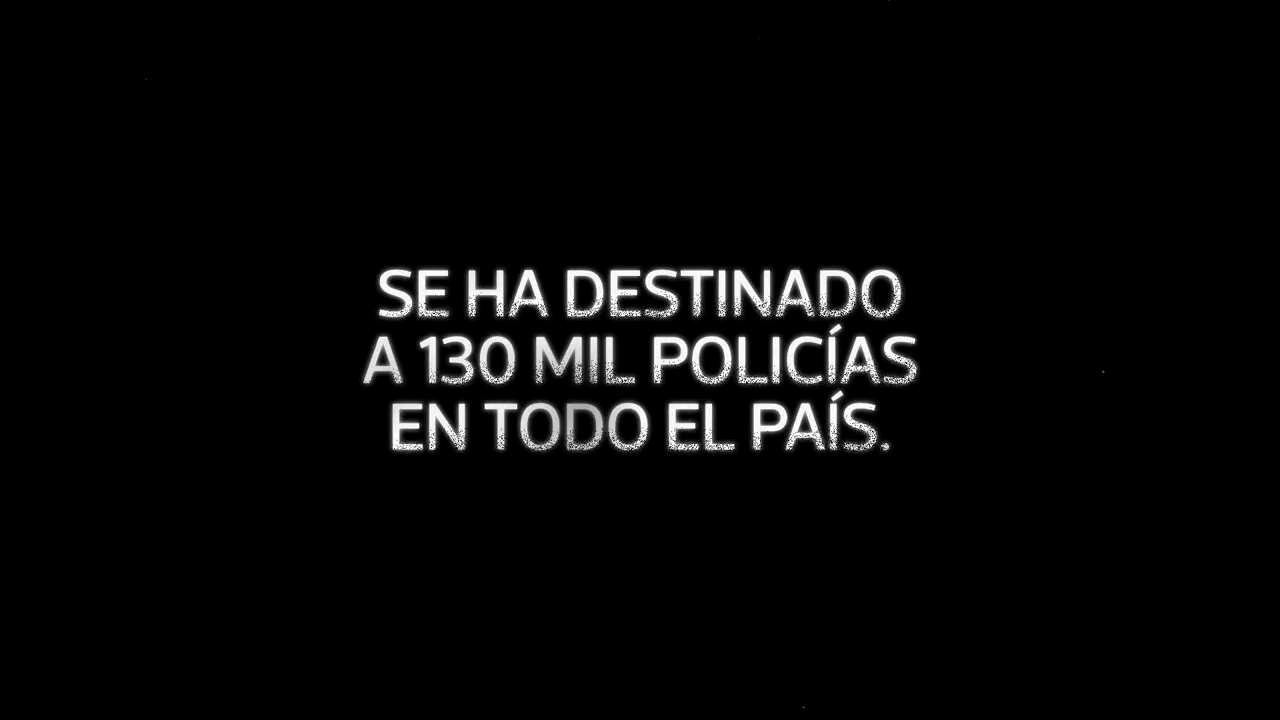 SE HA DESTINADO
A 130 MIL POLICÍAS
EN TODO EL PAÍS.